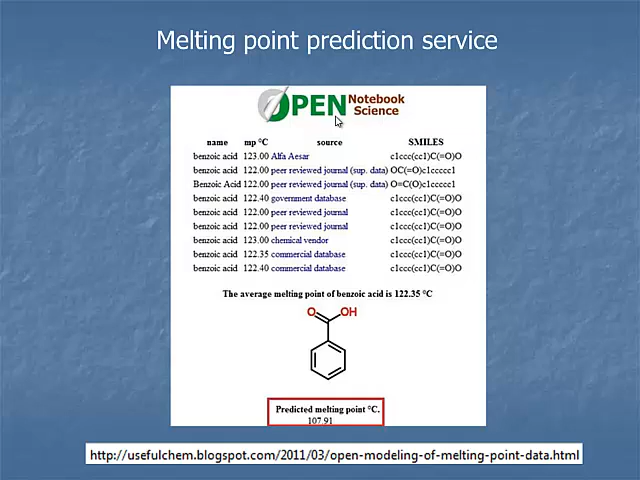 Melting point prediction service
OPEN Notebook Science
name mp °C source SMILES
benzoic acid 123.00 Alfa Aesar c1ccc(cc1)C(=O)O
benzoic acid 122.00 peer reviewed journal (sup. data) OC(=O)c1ccccc1
Benzoic Acid 122.00 peer reviewed journal (sup. data) O=C(O)c1ccccc1
benzoic acid 122.40 government database c1ccc(cc1)C(=O)O
benzoic acid 122.00 peer reviewed journal c1ccc(cc1)C(=O)O
benzoic acid 122.00 peer reviewed journal c1ccc(cc1)C(=O)O
benzoic acid 123.00 chemical vendor c1ccc(cc1)C(=O)O
benzoic acid 122.35 commercial database c1ccc(cc1)C(=O)O
benzoic acid 122.40 commercial database c1ccc(cc1)C(=O)O
The average melting point of benzoic acid is 122.35 °C
O OH
Predicted melting point °C.
107.91
http://usefulchem.blogspot.com/2011/03/open-modeling-of-melting-point-data.html